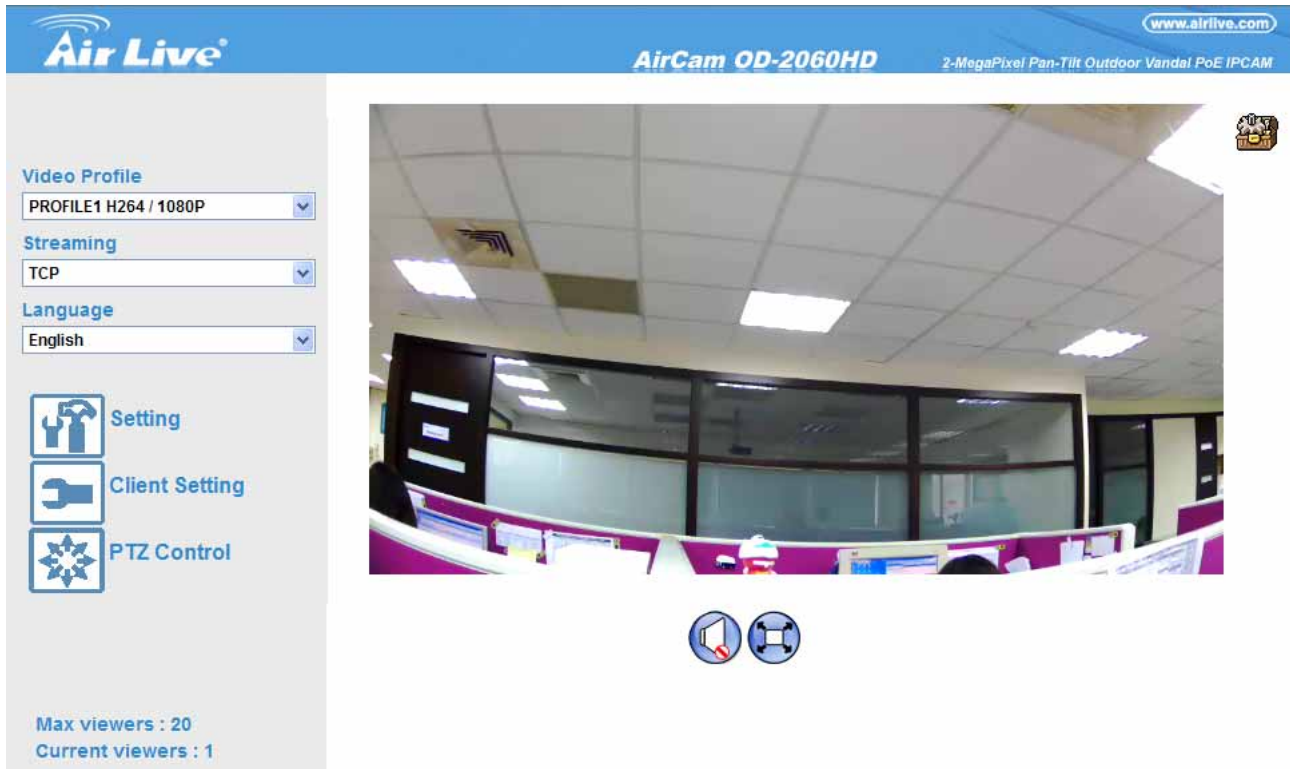 www.airlive.com
Air Live®
AirCam OD-2060HD
2-MegaPixel Pan-Tilt Outdoor Vandal PoE IPCAM
Video Profile
PROFILE1 H264 / 1080P
Streaming
TCP
Language
English
Setting
Client Setting
PTZ Control
Max viewers : 20
Current viewers : 1